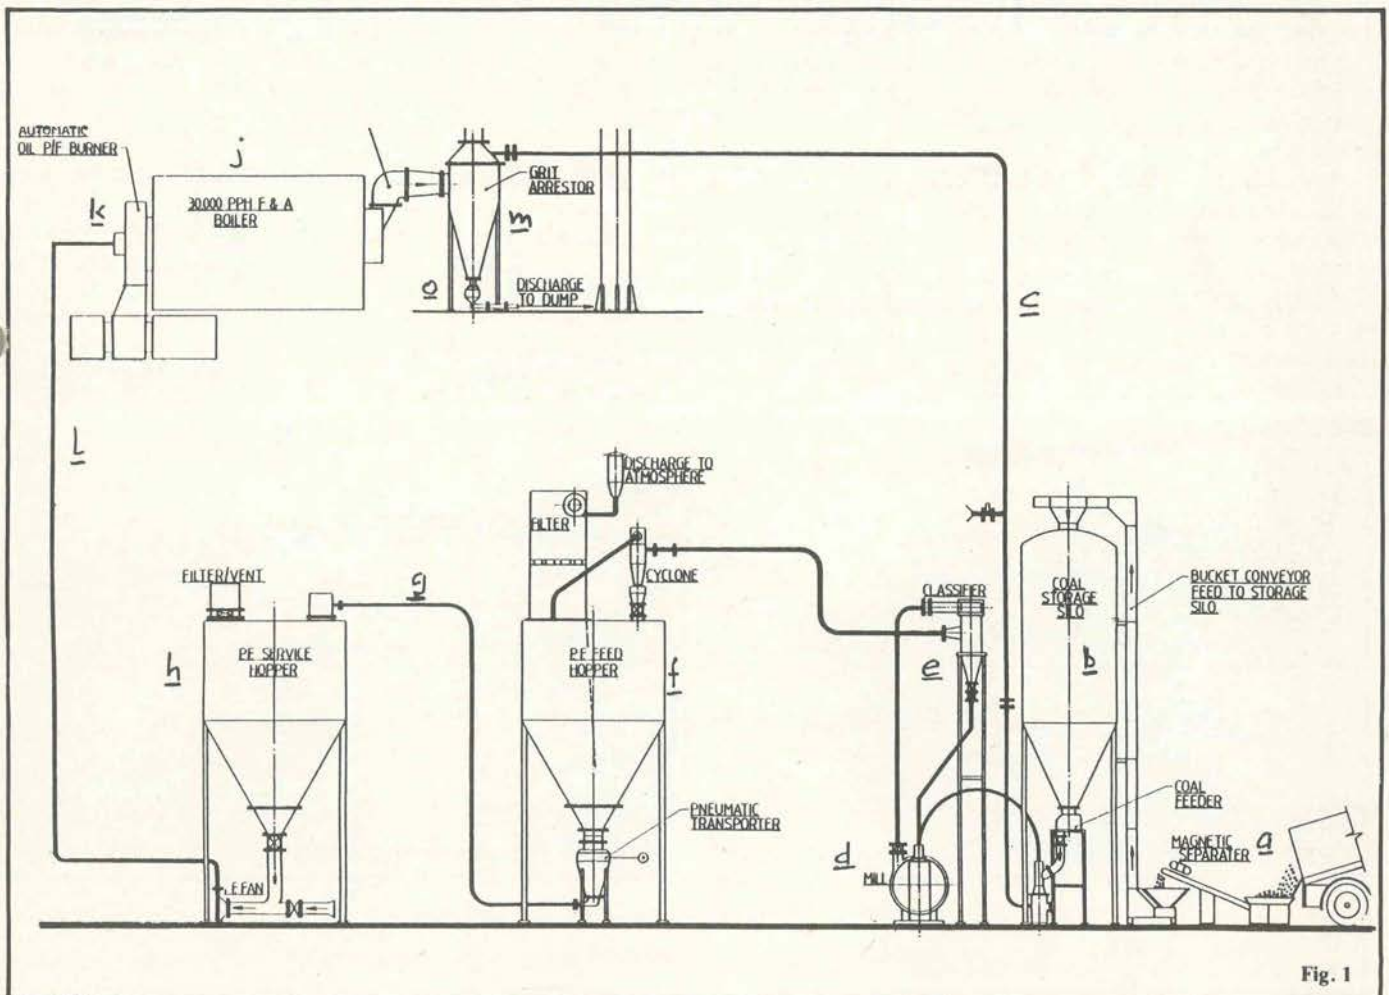 AUTOMATIC
OIL P/F BURNER
j
k
30.000 PPH F & A
BOILER
GRIT
ARRESTOR
m
DISCHARGE
TO DUMP
l
DISCHARGE TO
ATMOSPHERE
FILTER
CYCLONE
FILTER/VENT
g
CLASSIFIER
COAL
STORAGE
SILO
BUCKET CONVEYOR
FEED TO STORAGE
SILO.
h
P.F. SERVICE
HOPPER
P.F. FEED
HOPPER
f
e
b
PNEUMATIC
TRANSPORTER
COAL
FEEDER
MAGNETIC
SEPARATER
a
d
MILL
FAN
Fig. 1